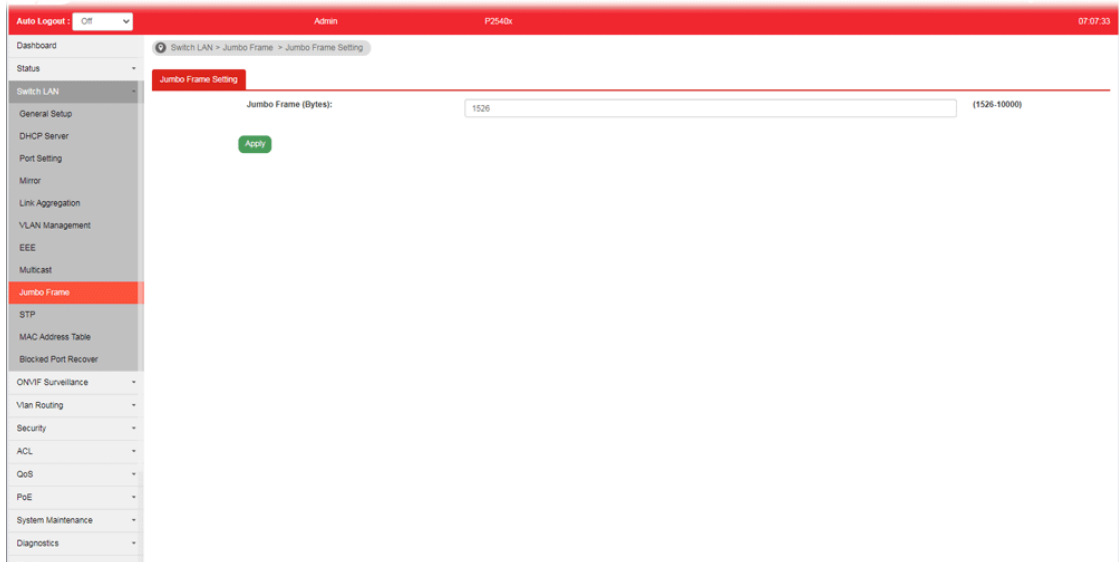 Auto Logout : Off Admin P2540x 07:07:33
Dashboard
Switch LAN > Jumbo Frame > Jumbo Frame Setting
Status
Jumbo Frame Setting
Switch LAN
Jumbo Frame (Bytes): 1526 (1526-10000)
General Setup
DHCP Server
Apply
Port Setting
Mirror
Link Aggregation
VLAN Management
EEE
Multicast
Jumbo Frame
STP
MAC Address Table
Blocked Port Recover
ONVIF Surveillance
Vlan Routing
Security
ACL
QoS
PoE
System Maintenance
Diagnostics